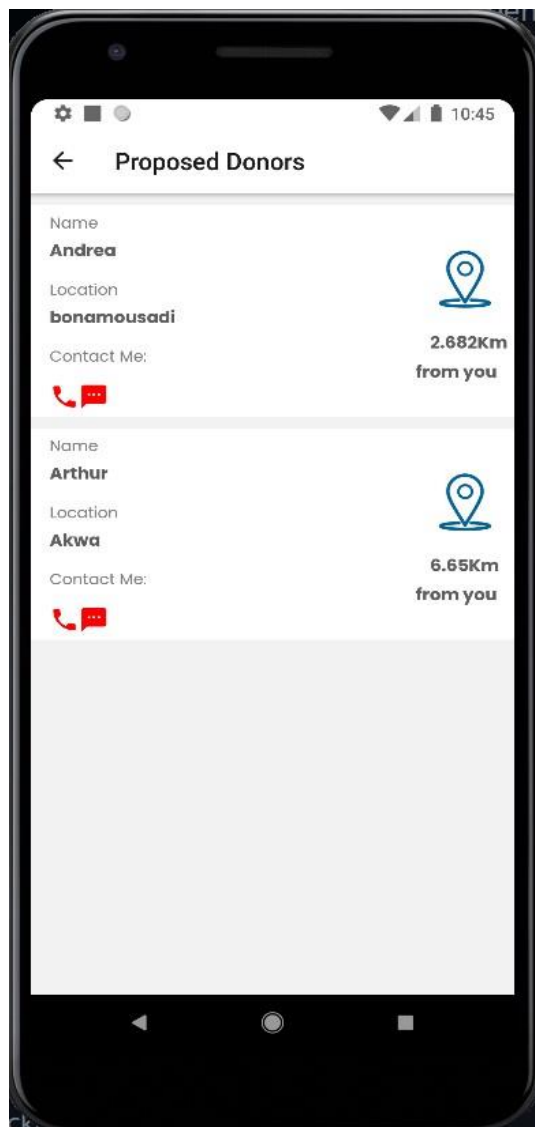 10:45
Proposed Donors
Name
Andrea
Location
bonamousadi
Contact Me:
2.682Km
from you
Name
Arthur
Location
Akwa
Contact Me:
6.65Km
from you